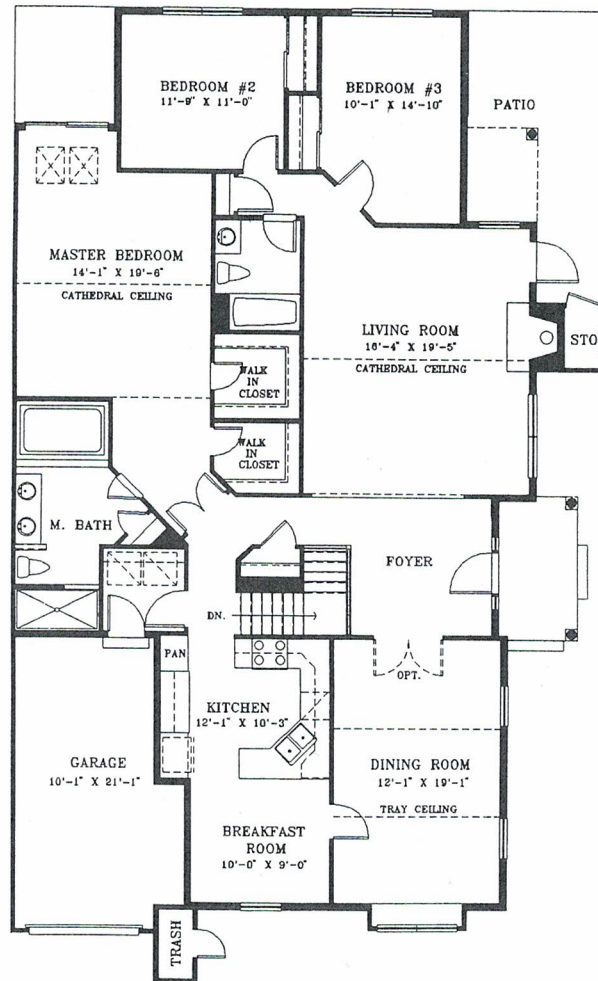 BEDROOM #2
11'-9" X 11'-0"
BEDROOM #3
10'-1" X 14'-10"
PATIO
MASTER BEDROOM
14'-1" X 19'-6"
CATHEDRAL CEILING
LIVING ROOM
16'-4" X 19'-5"
CATHEDRAL CEILING
STO
WALK
IN
CLOSET
WALK
IN
CLOSET
M. BATH
FOYER
DN.
OPT.
PAN
KITCHEN
12'-1" X 10'-3"
GARAGE
10'-1" X 21'-1"
DINING ROOM
12'-1" X 19'-1"
TRAY CEILING
BREAKFAST
ROOM
10'-0" X 9'-0"
TRASH